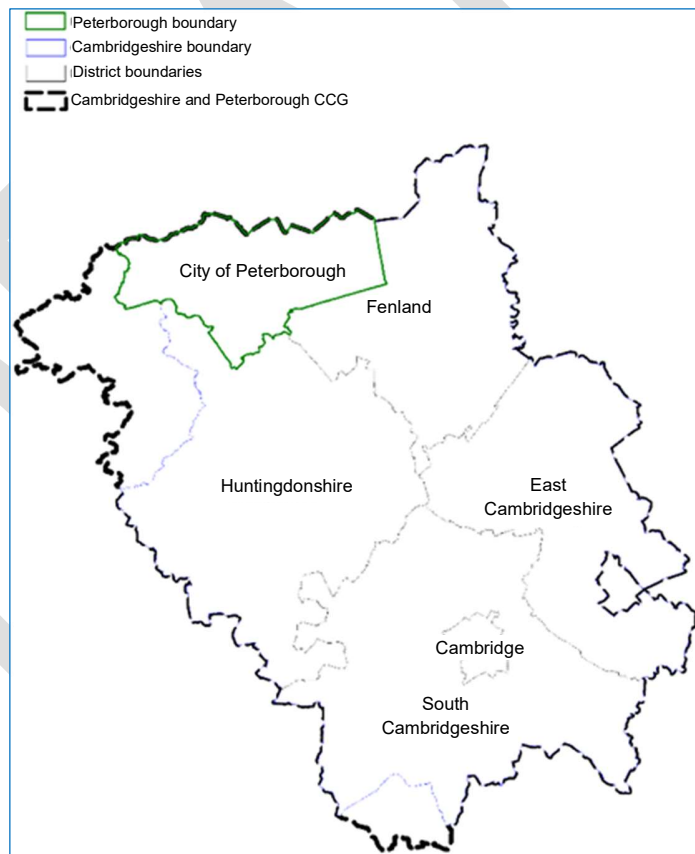 Peterborough boundary
Cambridgeshire boundary
District boundaries
Cambridgeshire and Peterborough CCG
City of Peterborough
Fenland
Huntingdonshire
East
Cambridgeshire
Cambridge
South
Cambridgeshire